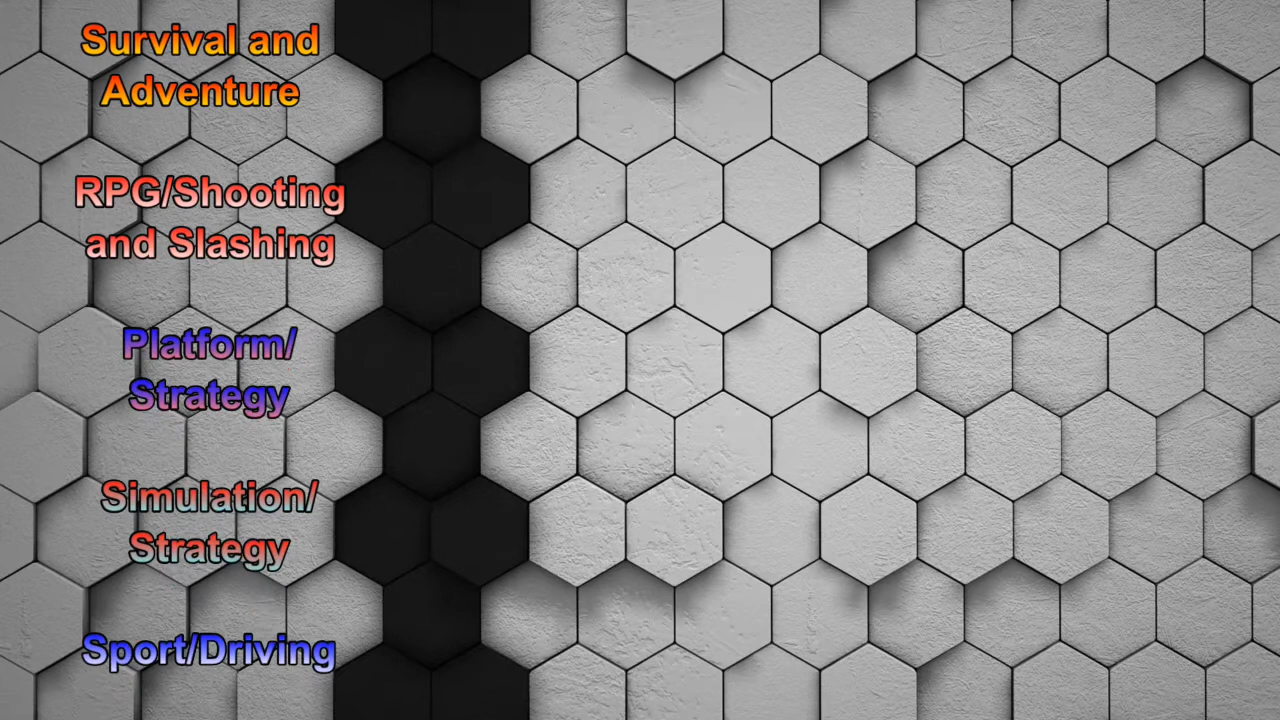 Survival and
Adventure
RPG/Shooting
and Slashing
Platform/
Strategy
Simulation/
Strategy
Sport/Driving